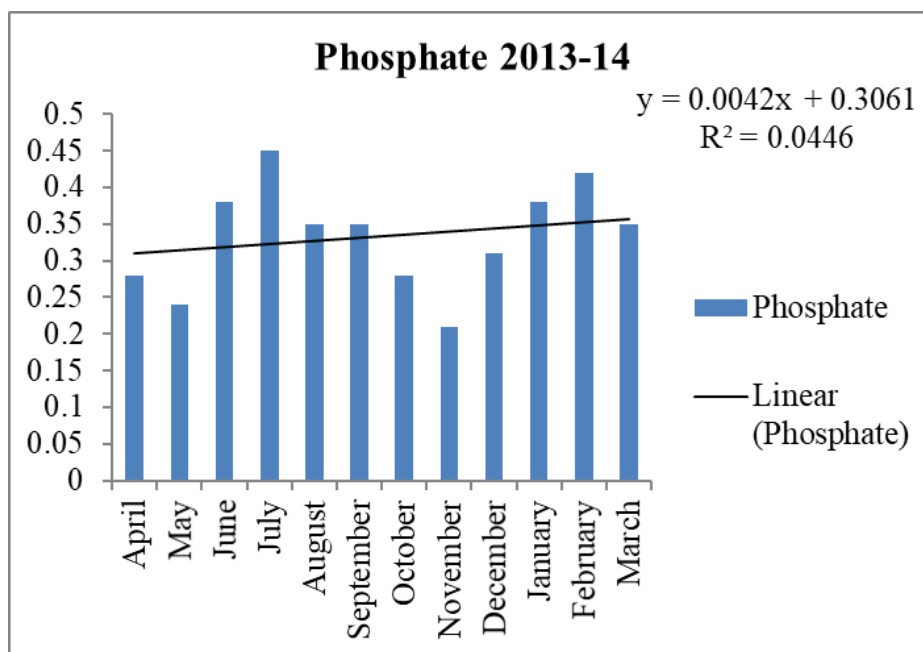 Phosphate 2013-14
y = 0.0042x + 0.3061
R² = 0.0446
0.5
0.45
0.4
0.35
0.3
0.25
0.2
0.15
0.1
0.05
0
April
May
June
July
August
September
October
November
December
January
February
March
Phosphate
Linear
(Phosphate)